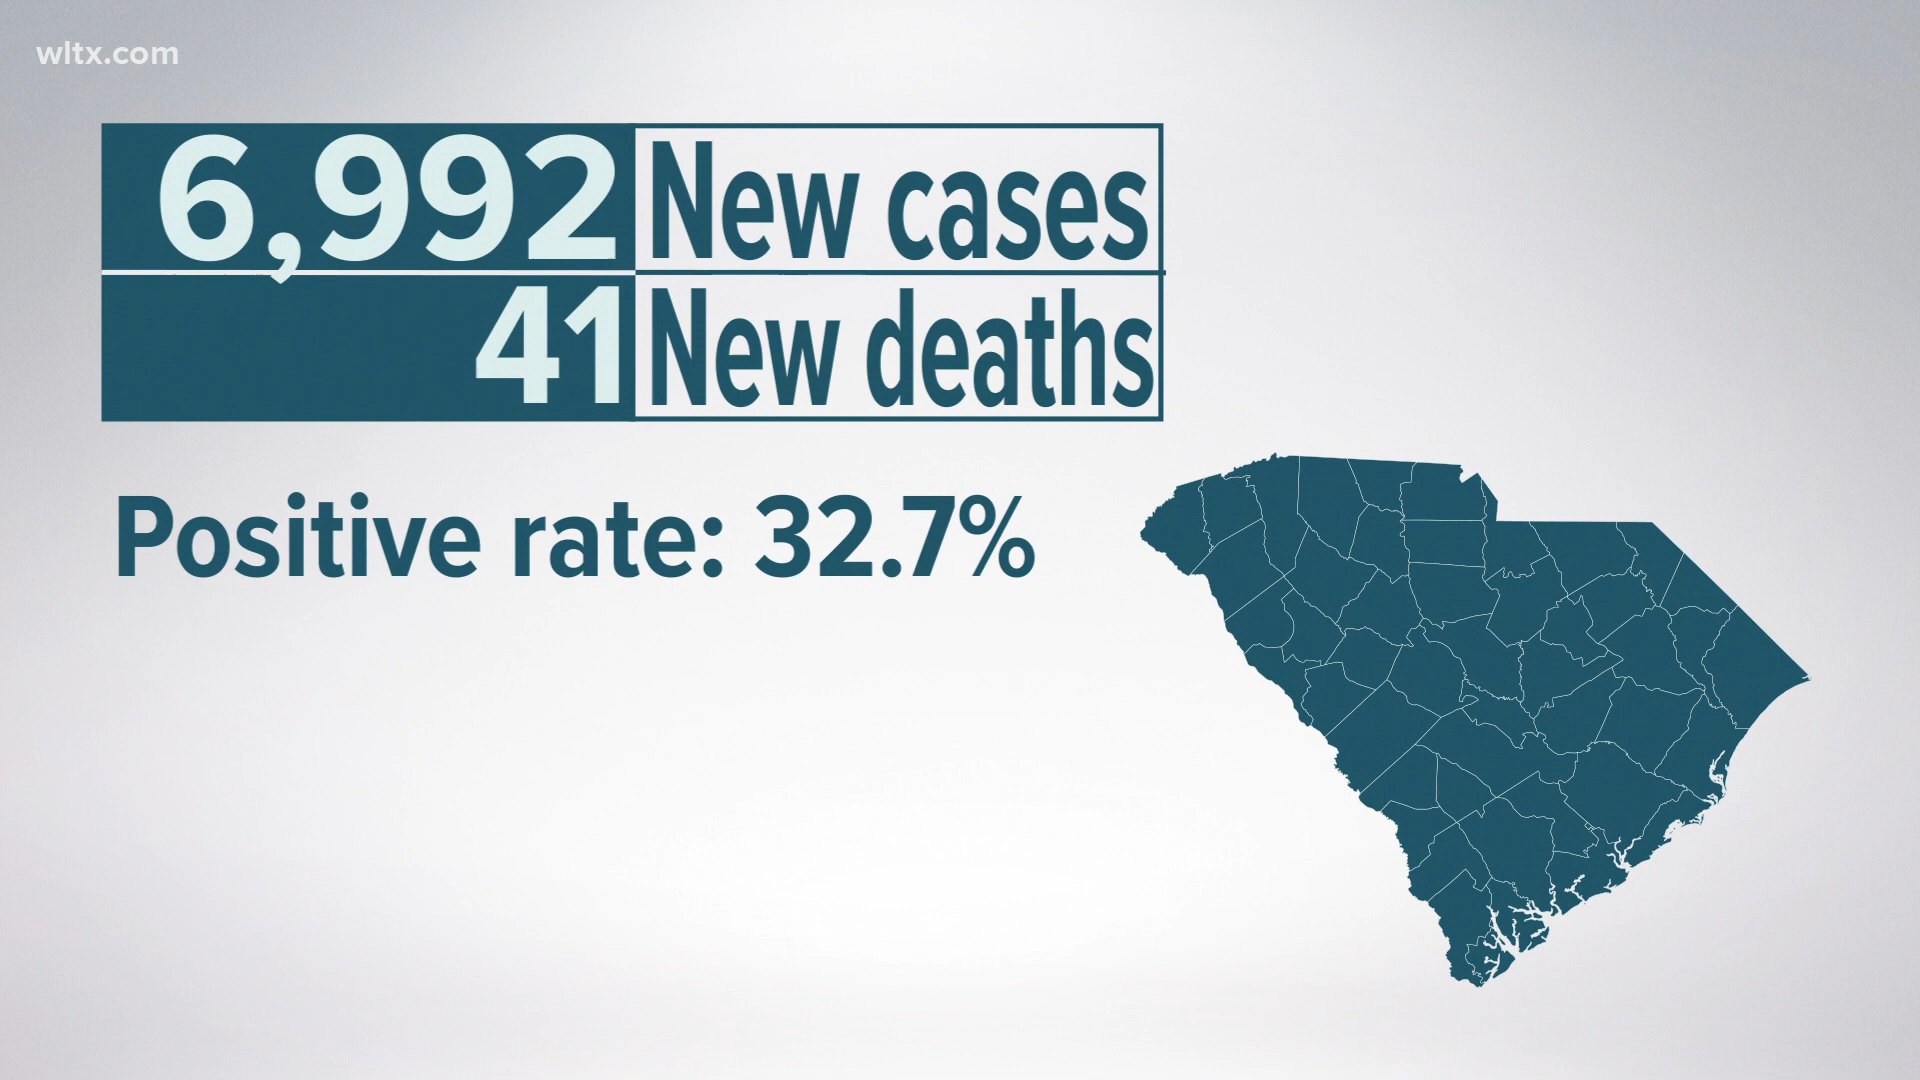 wltx.com
6,992 New cases
41 New deaths
Positive rate: 32.7%